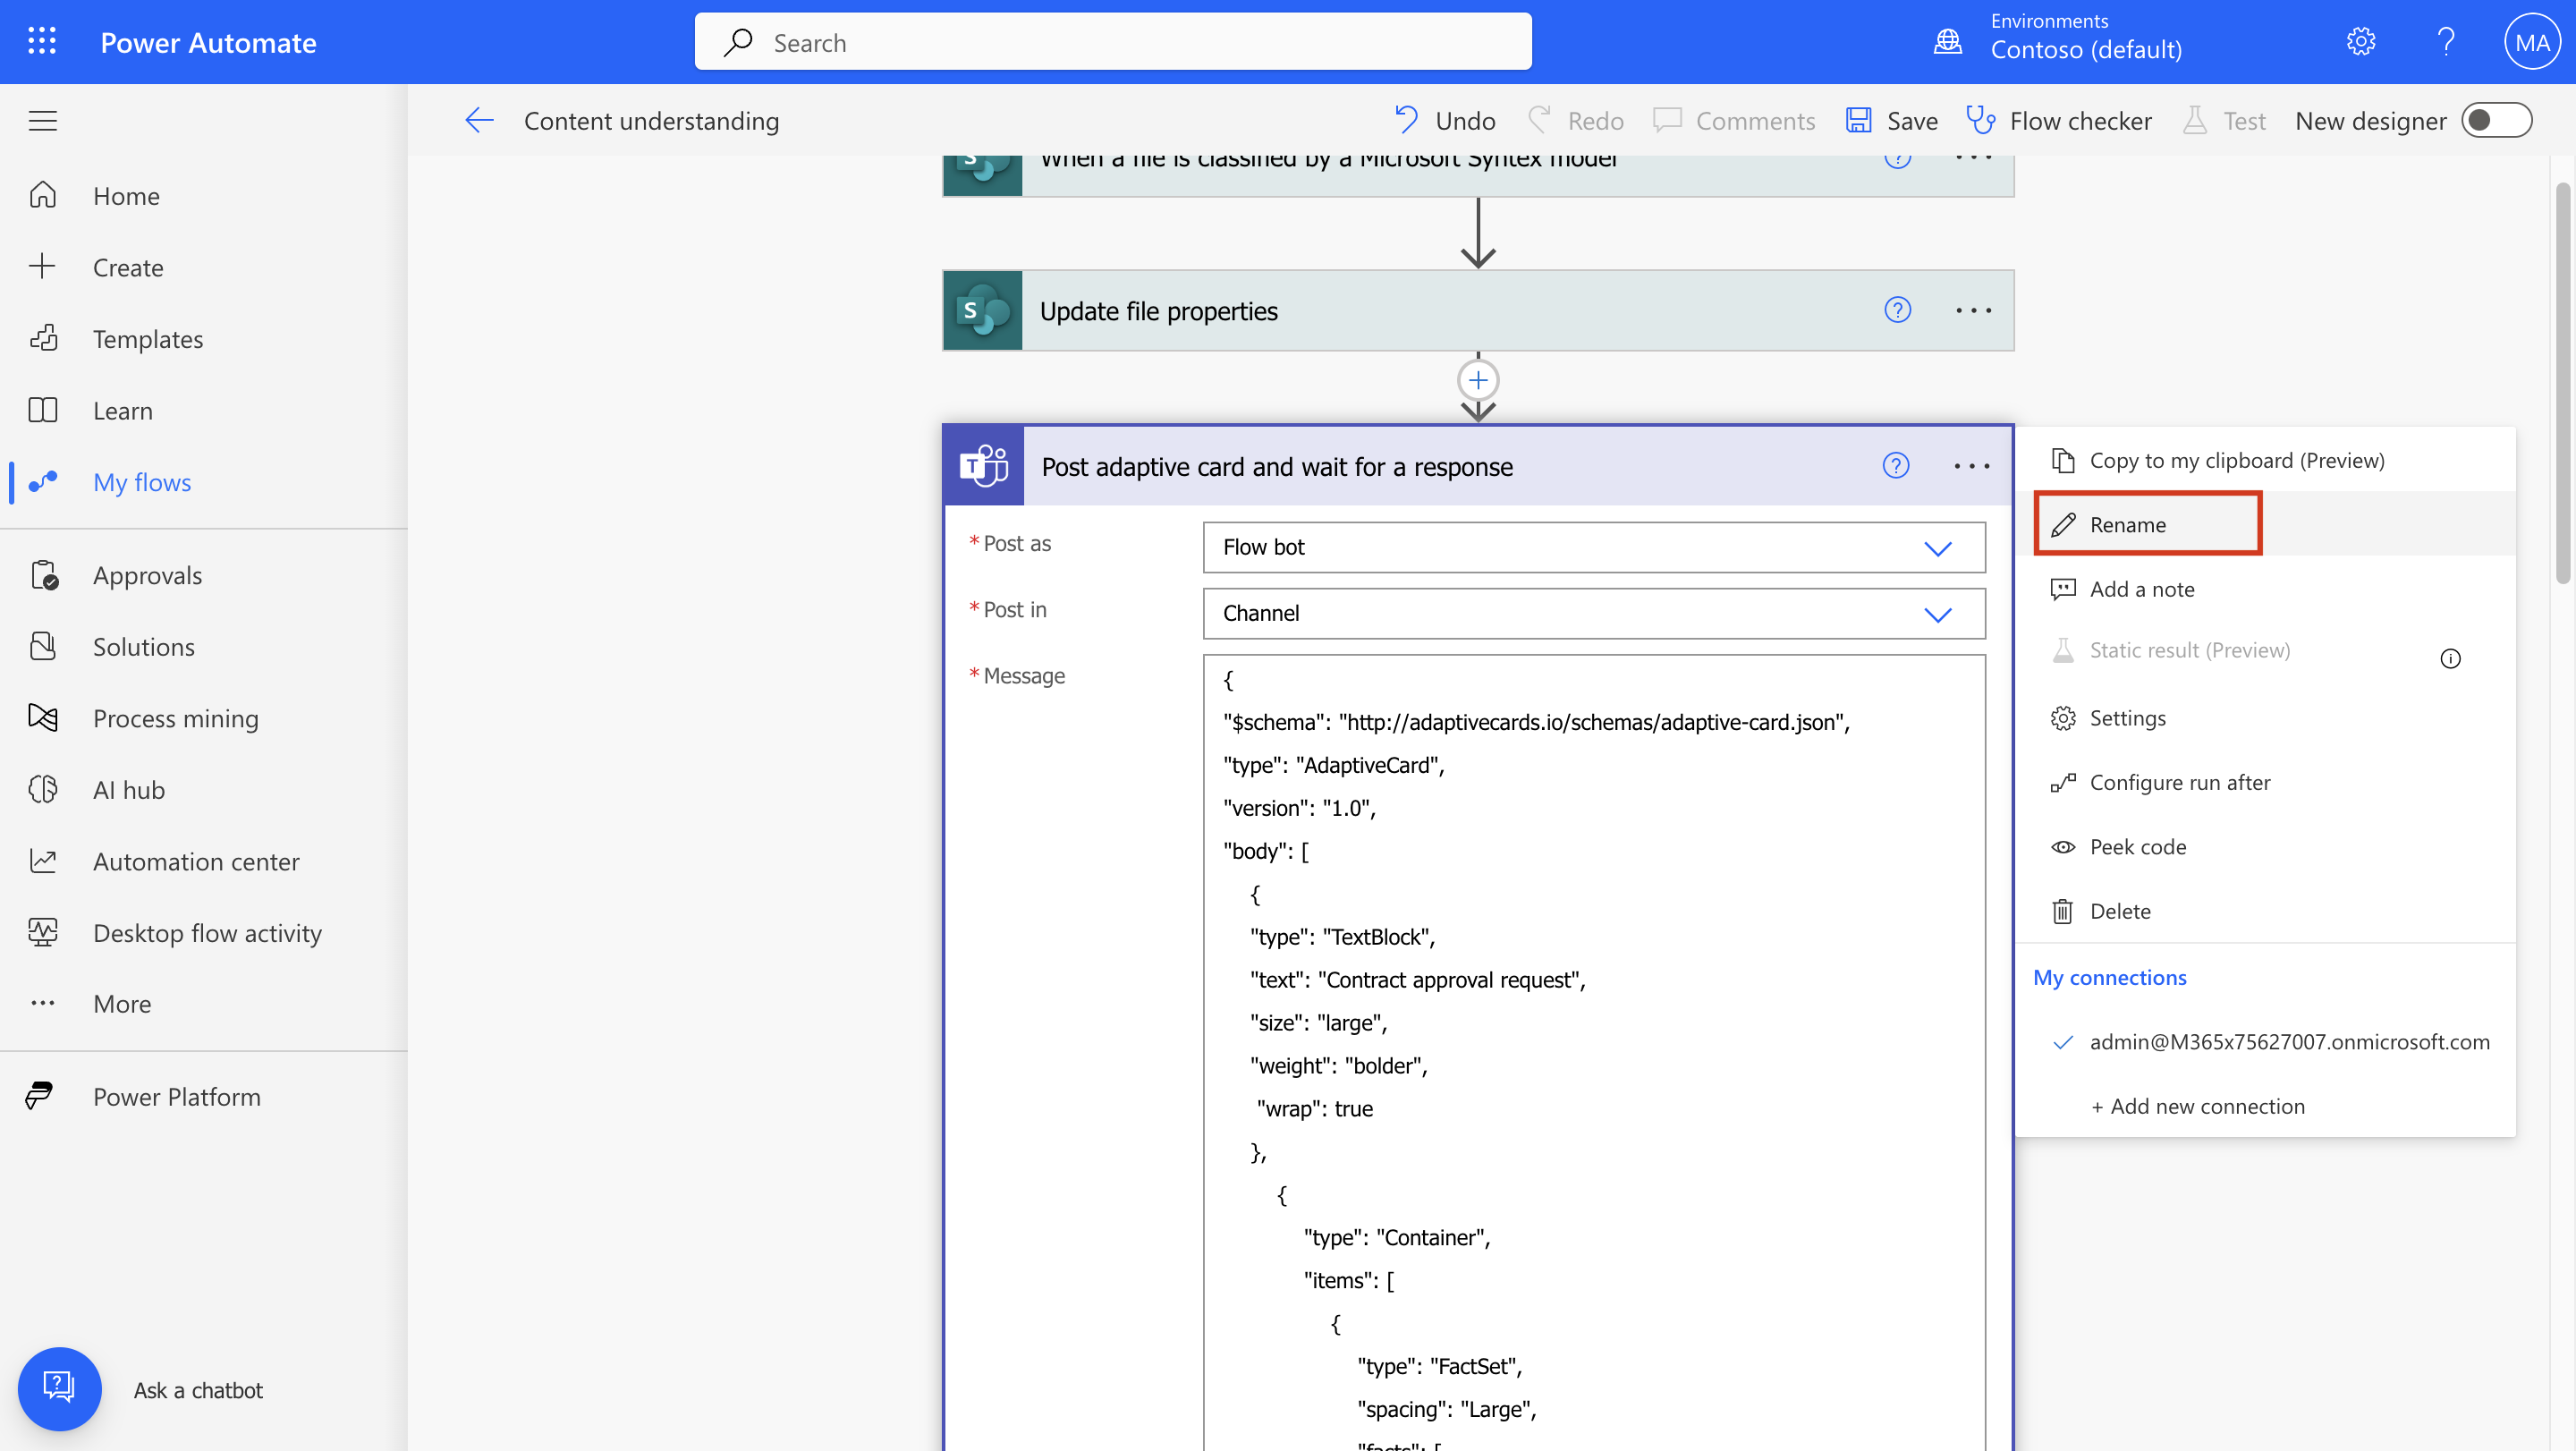 Power Automate
Search
Environments
Contoso (default)
MA
Content understanding
Undo
Redo
Comments
Save
Flow checker
Test
New designer
Home
Create
Templates
Learn
My flows
Approvals
Solutions
Process mining
AI hub
Automation center
Desktop flow activity
More
Power Platform
Ask a chatbot
When a file is classified by a Microsoft Syntex model
Update file properties
Post adaptive card and wait for a response
* Post as
Flow bot
* Post in
Channel
* Message
{
"$schema": "http://adaptivecards.io/schemas/adaptive-card.json",
"type": "AdaptiveCard",
"version": "1.0",
"body": [
{
"type": "TextBlock",
"text": "Contract approval request",
"size": "large",
"weight": "bolder",
"wrap": true
},
{
"type": "Container",
"items": [
{
"type": "FactSet",
"spacing": "Large",
"facts": [
Copy to my clipboard (Preview)
Rename
Add a note
Static result (Preview)
Settings
Configure run after
Peek code
Delete
My connections
admin@M365x75627007.onmicrosoft.com
+ Add new connection